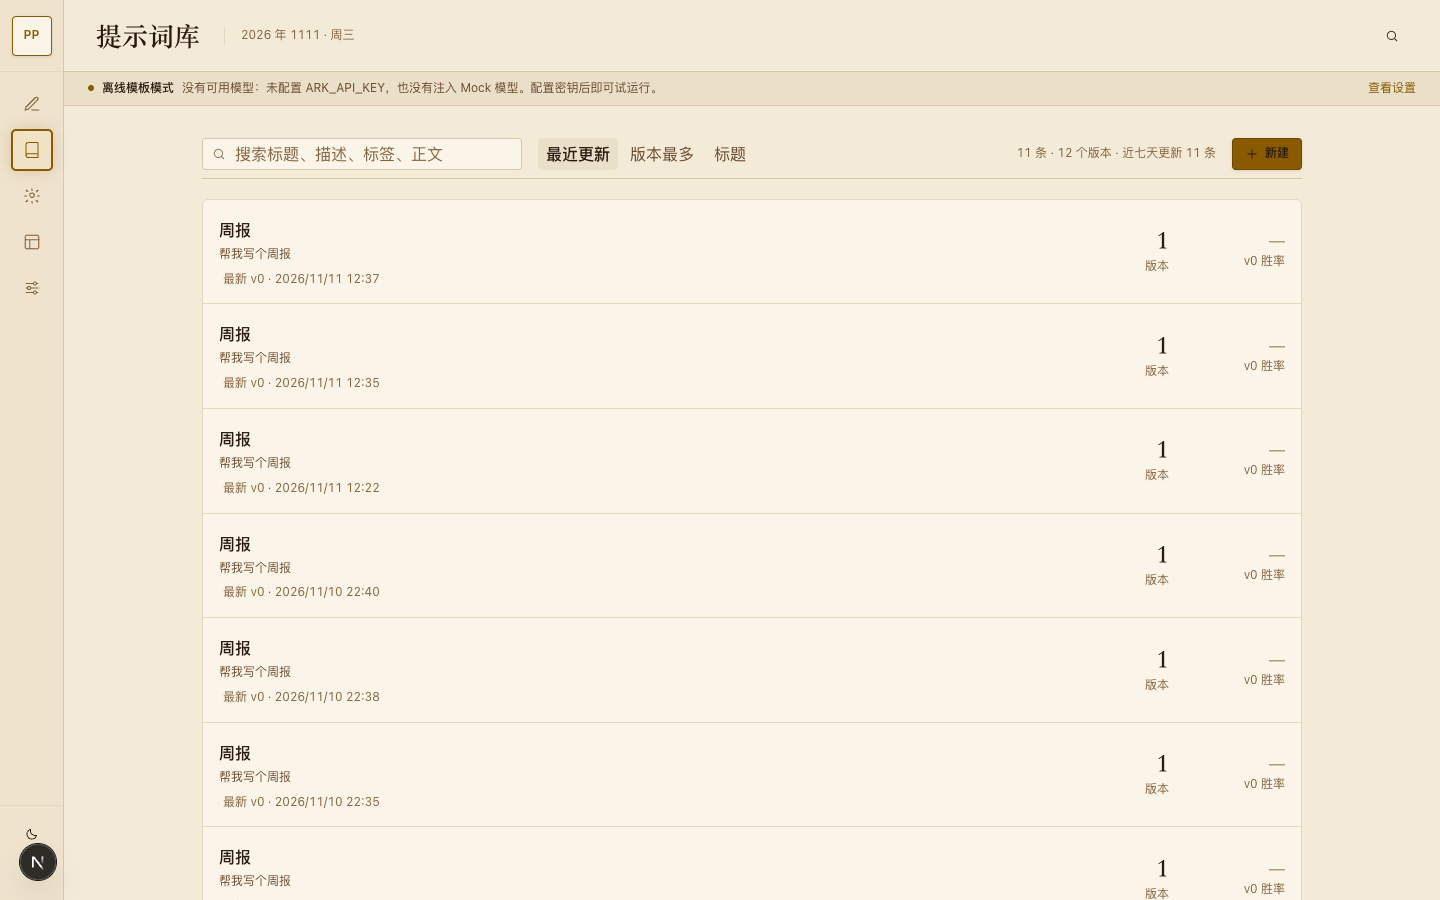 PP
提示词库
2026 年 1111 · 周三
离线模板模式 没有可用模型：未配置 ARK_API_KEY，也没有注入 Mock 模型。配置密钥后即可试运行。
查看设置
搜索标题、描述、标签、正文
最近更新 版本最多 标题
11 条 · 12 个版本 · 近七天更新 11 条
新建
周报
帮我写个周报
最新 v0 · 2026/11/11 12:37
1
版本
—
v0 胜率
周报
帮我写个周报
最新 v0 · 2026/11/11 12:35
1
版本
—
v0 胜率
周报
帮我写个周报
最新 v0 · 2026/11/11 12:22
1
版本
—
v0 胜率
周报
帮我写个周报
最新 v0 · 2026/11/10 22:40
1
版本
—
v0 胜率
周报
帮我写个周报
最新 v0 · 2026/11/10 22:38
1
版本
—
v0 胜率
周报
帮我写个周报
最新 v0 · 2026/11/10 22:35
1
版本
—
v0 胜率
周报
帮我写个周报
1
版本
—
v0 胜率
N